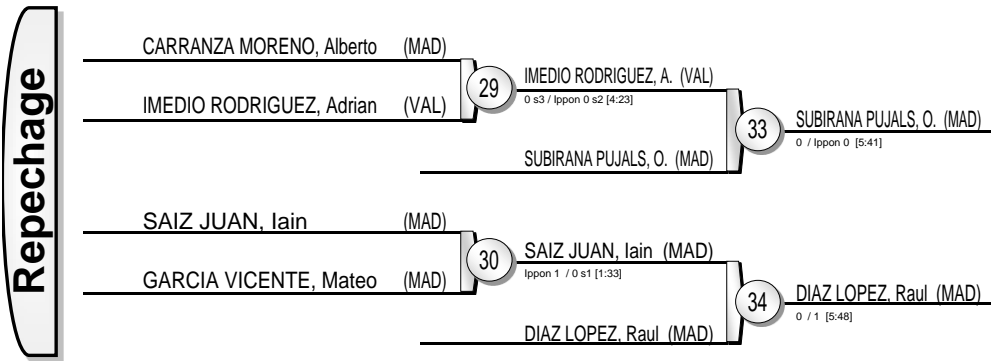 Repechage
CARRANZA MORENO, Alberto (MAD)
IMEDIO RODRIGUEZ, Adrian (VAL)
29
IMEDIO RODRIGUEZ, A. (VAL)
0 s3 / Ippon 0 s2 [4:23]
SUBIRANA PUJALS, O. (MAD)
33
SUBIRANA PUJALS, O. (MAD)
0 / Ippon 0 [5:41]
SAIZ JUAN, Iain (MAD)
GARCIA VICENTE, Mateo (MAD)
30
SAIZ JUAN, Iain (MAD)
Ippon 1 / 0 s1 [1:33]
DIAZ LOPEZ, Raul (MAD)
34
DIAZ LOPEZ, Raul (MAD)
0 / 1 [5:48]